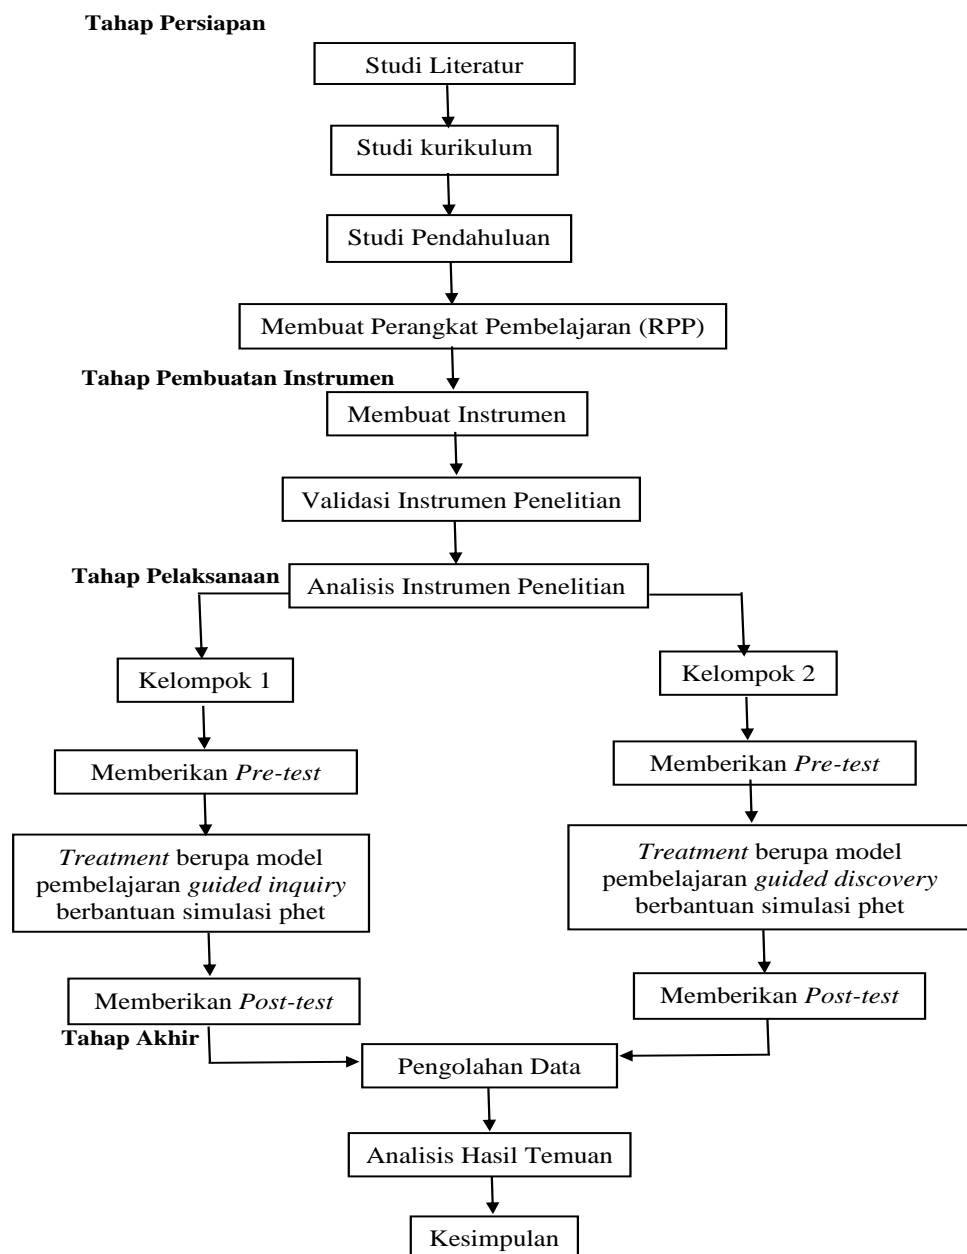 Tahap Persiapan
Studi Literatur
Studi kurikulum
Studi Pendahuluan
Membuat Perangkat Pembelajaran (RPP)
Tahap Pembuatan Instrumen
Membuat Instrumen
Validasi Instrumen Penelitian
Tahap Pelaksanaan
Analisis Instrumen Penelitian
Kelompok 1
Memberikan Pre-test
Treatment berupa model
pembelajaran guided inquiry
berbantuan simulasi phet
Memberikan Post-test
Kelompok 2
Memberikan Pre-test
Treatment berupa model
pembelajaran guided discovery
berbantuan simulasi phet
Memberikan Post-test
Tahap Akhir
Pengolahan Data
Analisis Hasil Temuan
Kesimpulan